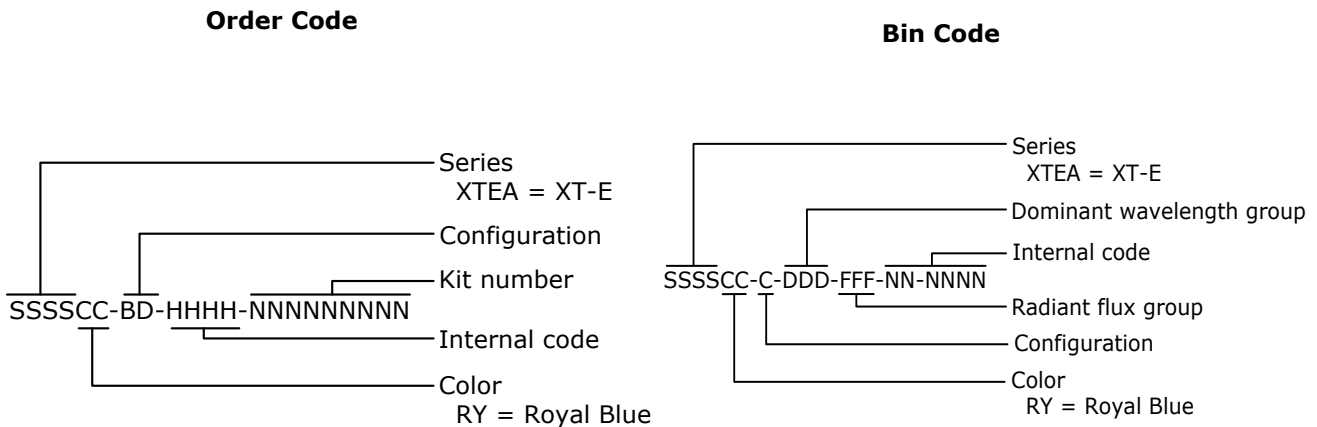 Order Code
Series
XTEA = XT-E
Configuration
Kit number
SSSSCC-BD-HHHH-NNNNNNNNN
Internal code
Color
RY = Royal Blue
Bin Code
Series
XTEA = XT-E
Dominant wavelength group
Internal code
SSSSCC-C-DDD-FFF-NN-NNNN
Radiant flux group
Configuration
Color
RY = Royal Blue